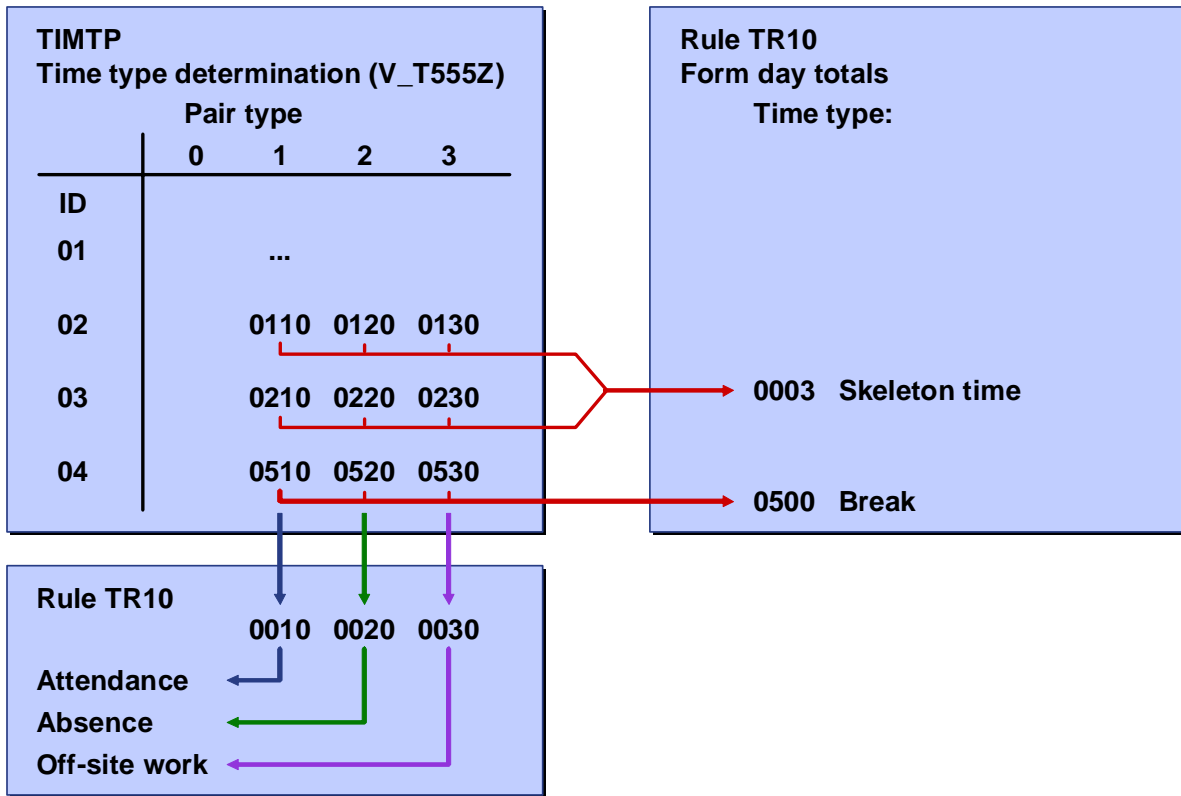 TIMTP
Time type determination (V_T555Z)
Pair type
0 1 2 3
ID
01 ...
02 0110 0120 0130
03 0210 0220 0230
04 0510 0520 0530
Rule TR10
Form day totals
Time type:
0003 Skeleton time
0500 Break
Rule TR10
0010 0020 0030
Attendance
Absence
Off-site work